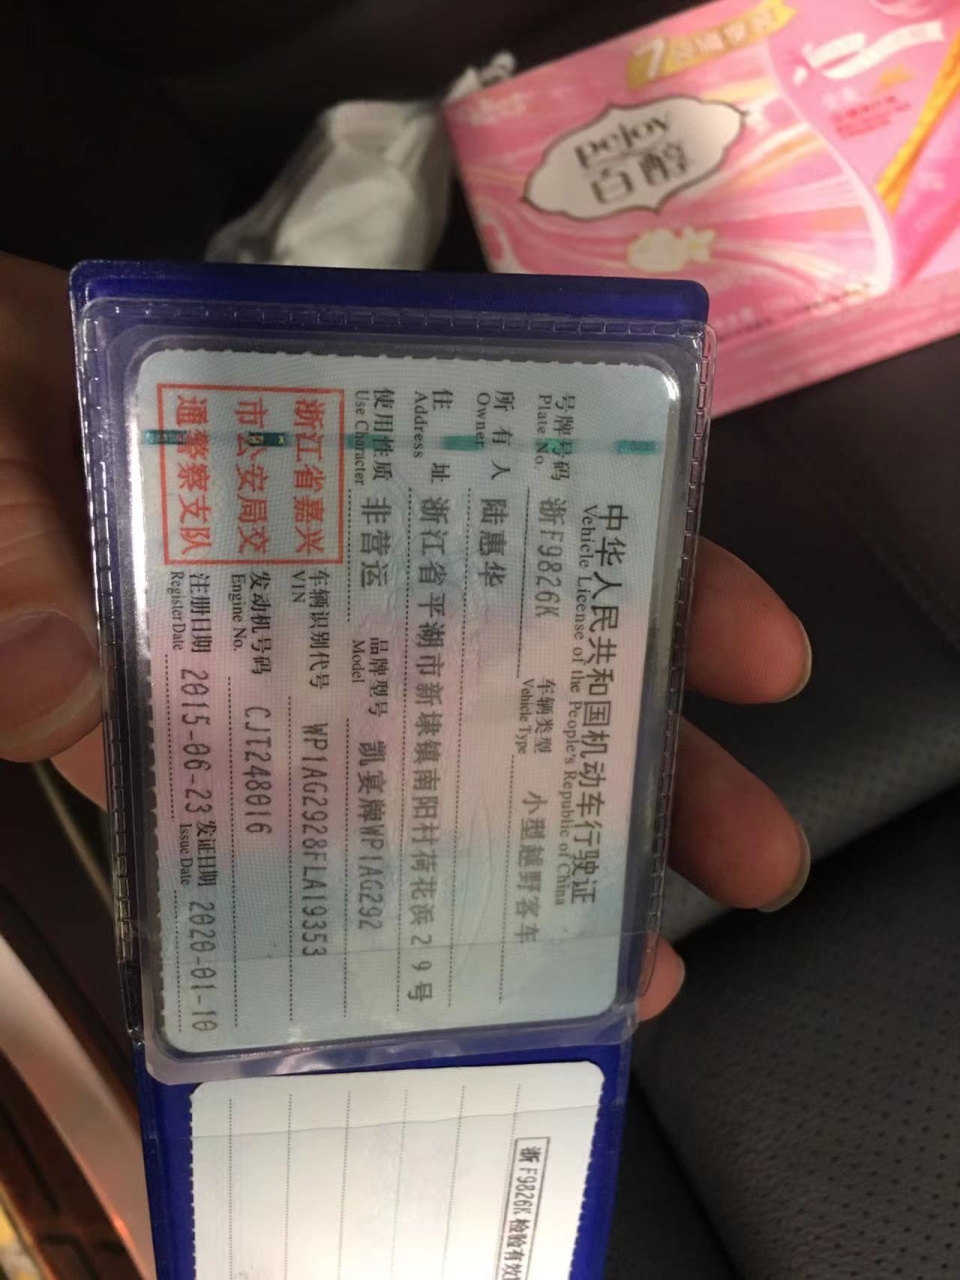 中华人民共和国机动车行驶证
Vehicle License of the People's Republic of China
号牌号码 浙F9826K 车辆类型 小型越野客车
Plate No. Vehicle Type
所有人 陆惠华
Owner
住址 浙江省平湖市新埭镇南阳村荷花浜29号
Address
使用性质 非营运 品牌型号 凯宴牌WP1AG292
Use Character Model
浙江省嘉兴
市公安局交
通警察支队
车辆识别代号 WP1AG2928FLA19353
VIN
发动机号码 CJT248016
Engine No.
注册日期 2015-06-23 发证日期 2020-01-10
Register Date Issue Date
浙F9826K 检验有效
pejoy
百醇
7